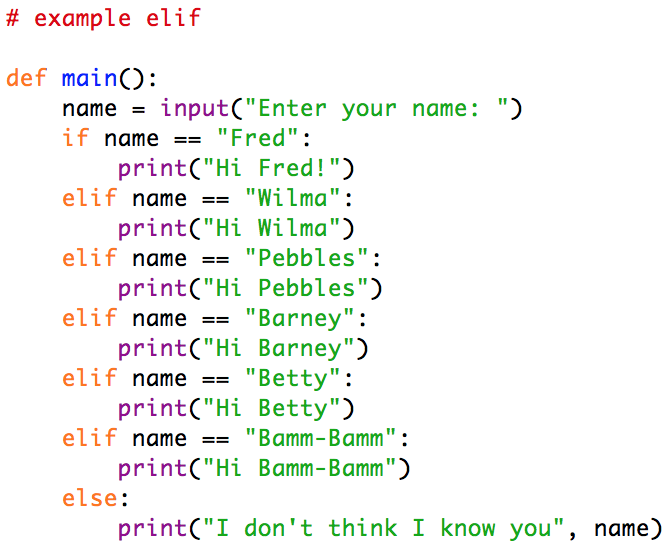 # example elif

def main():
    name = input("Enter your name: ")
    if name == "Fred":
        print("Hi Fred!")
    elif name == "Wilma":
        print("Hi Wilma")
    elif name == "Pebbles":
        print("Hi Pebbles")
    elif name == "Barney":
        print("Hi Barney")
    elif name == "Betty":
        print("Hi Betty")
    elif name == "Bamm-Bamm":
        print("Hi Bamm-Bamm")
    else:
        print("I don't think I know you", name)